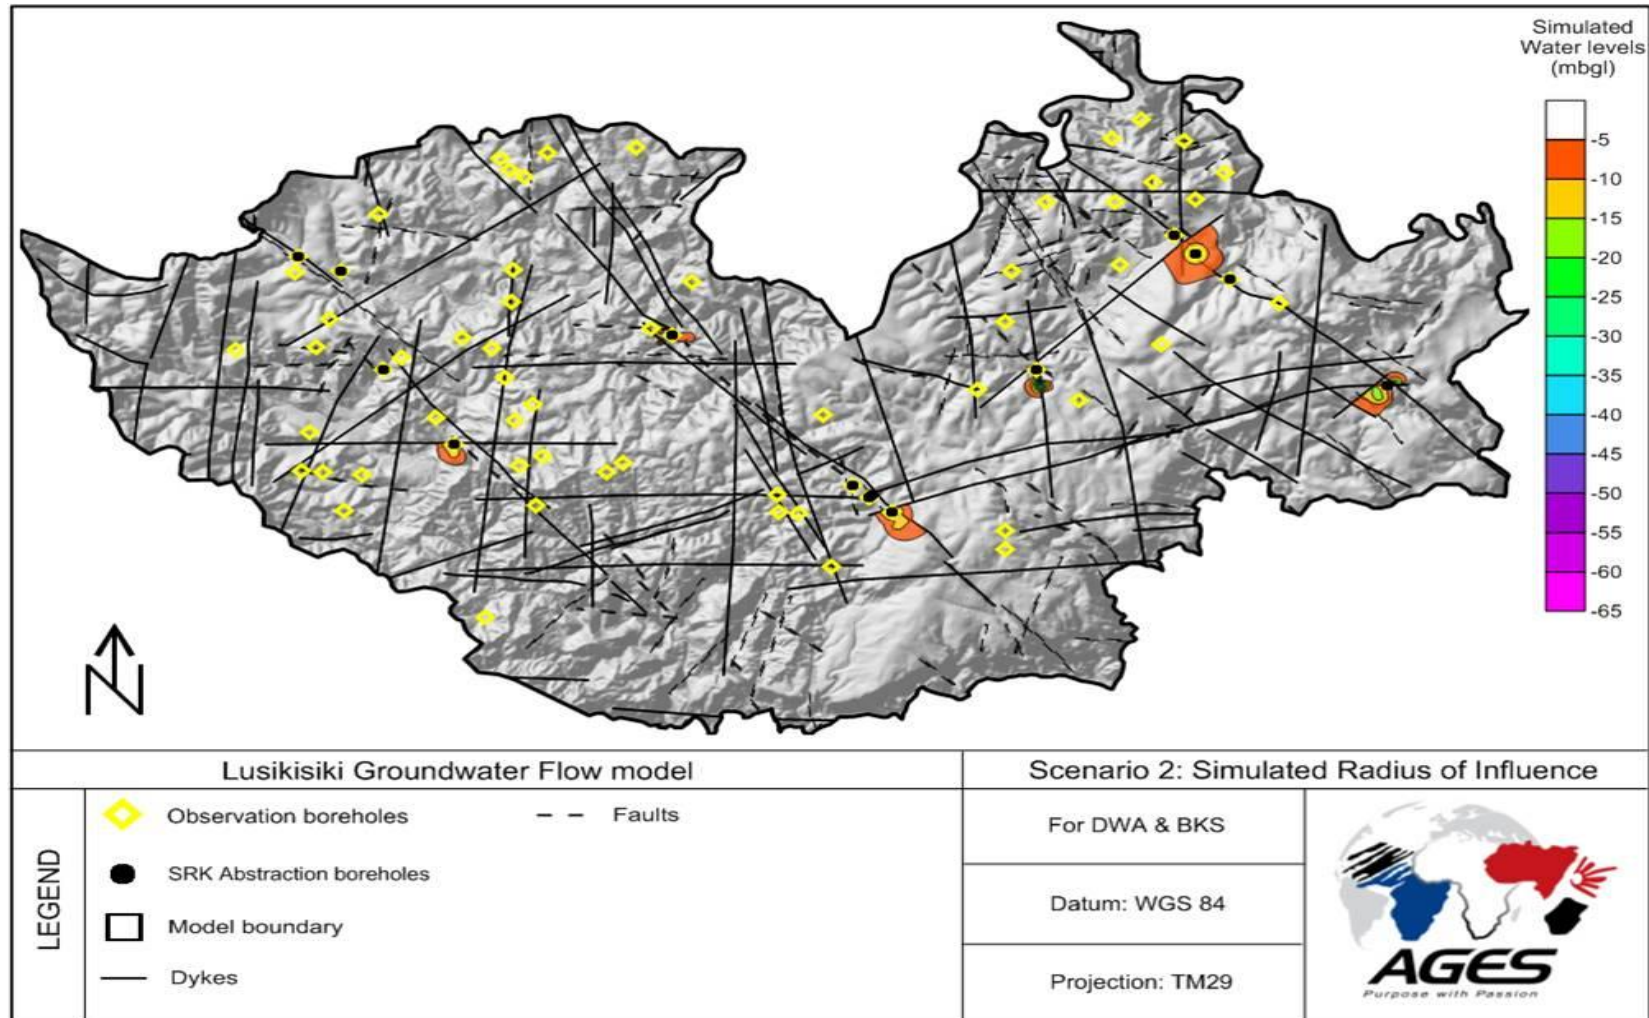 Simulated
Water levels
(mbgl)
-5
-10
-15
-20
-25
-30
-35
-40
-45
-50
-55
-60
-65
N
Lusikisiki Groundwater Flow model
Scenario 2: Simulated Radius of Influence
LEGEND
Observation boreholes
Faults
SRK Abstraction boreholes
Model boundary
Dykes
For DWA & BKS
Datum: WGS 84
Projection: TM29
AGES
Purpose with Passion